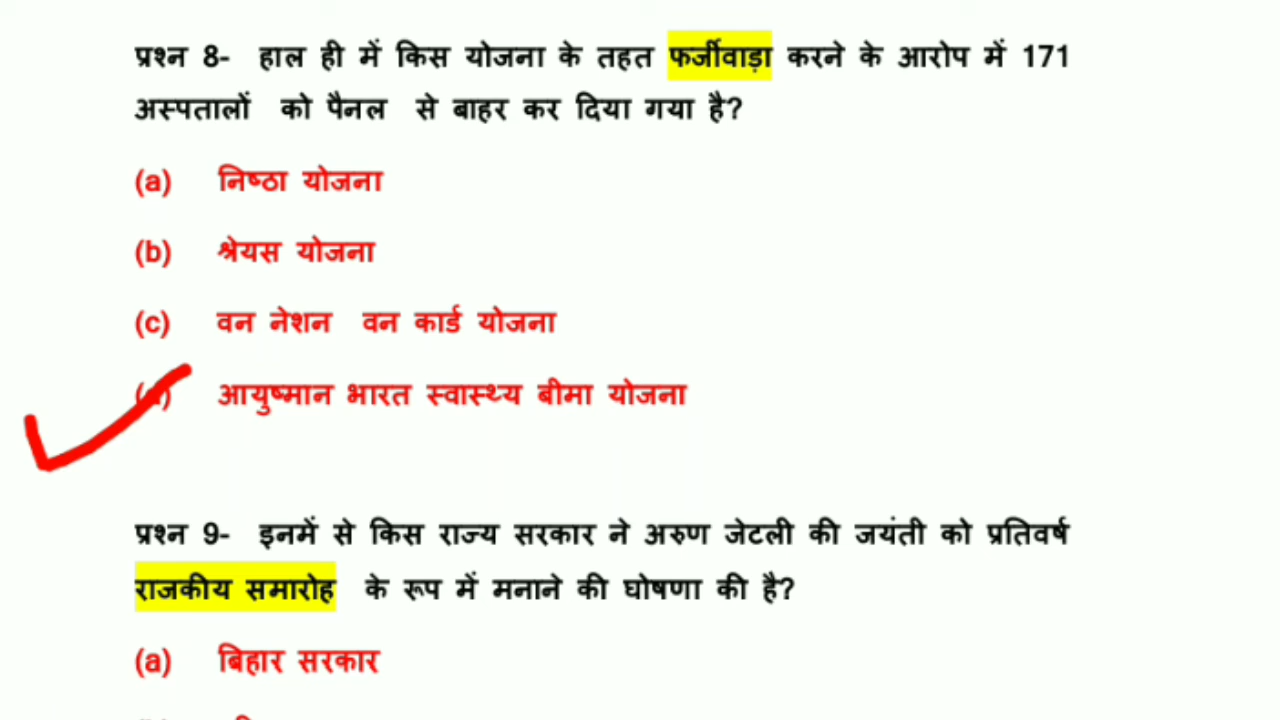 प्रश्न 8- हाल ही में किस योजना के तहत फर्जीवाड़ा करने के आरोप में 171
अस्पतालों को पैनल से बाहर कर दिया गया है?
(a) निष्ठा योजना
(b) श्रेयस योजना
(c) वन नेशन वन कार्ड योजना
(d) आयुष्मान भारत स्वास्थ्य बीमा योजना
प्रश्न 9- इनमें से किस राज्य सरकार ने अरुण जेटली की जयंती को प्रतिवर्ष
राजकीय समारोह के रूप में मनाने की घोषणा की है?
(a) बिहार सरकार